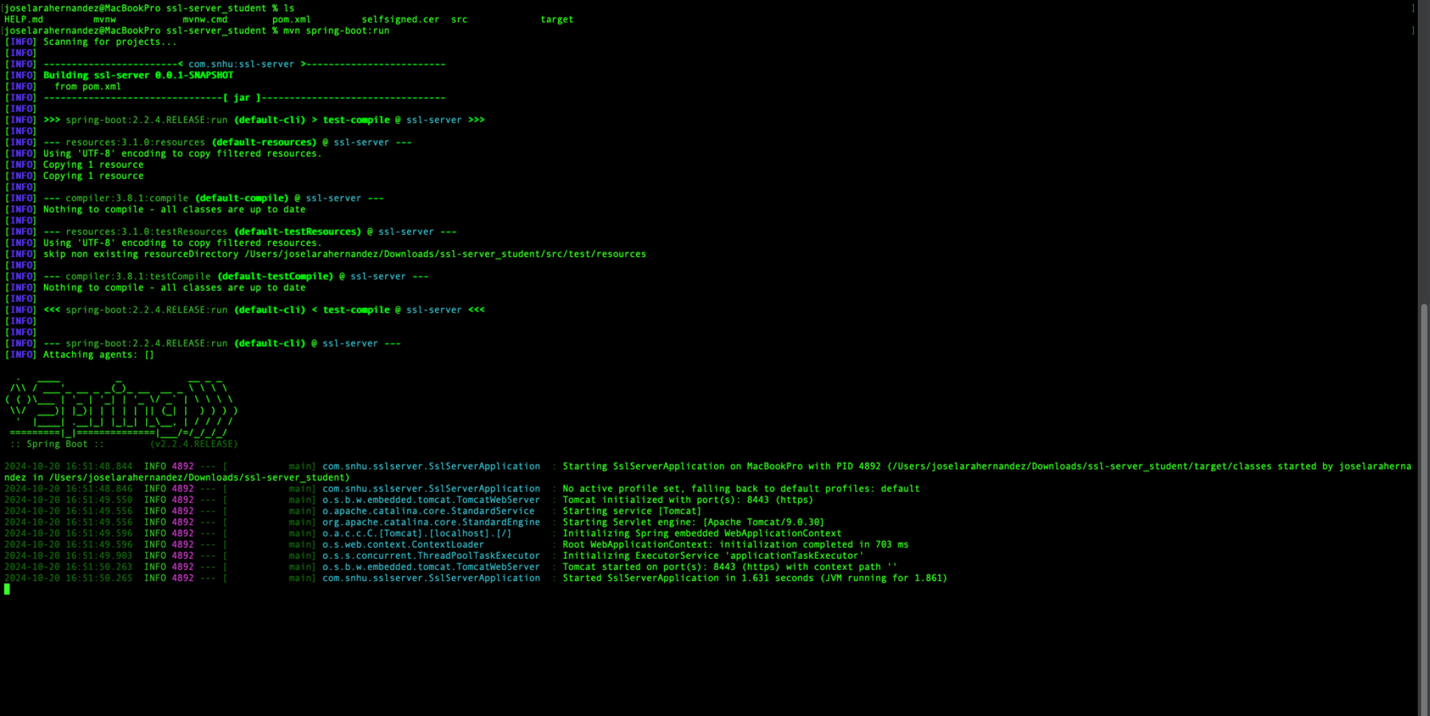 [joselarahernandez@MacBookPro ssl-server_student % ls ]
HELP.md mvnw mvnw.cmd pom.xml selfsigned.cer src target
[joselarahernandez@MacBookPro ssl-server_student % mvn spring-boot:run ]
[INFO] Scanning for projects...
[INFO]
[INFO] ------------------------< com.snhu:ssl-server >-------------------------
[INFO] Building ssl-server 0.0.1-SNAPSHOT
[INFO]   from pom.xml
[INFO] --------------------------------[ jar ]---------------------------------
[INFO]
[INFO] >>> spring-boot:2.2.4.RELEASE:run (default-cli) > test-compile @ ssl-server >>>
[INFO]
[INFO] --- resources:3.1.0:resources (default-resources) @ ssl-server ---
[INFO] Using 'UTF-8' encoding to copy filtered resources.
[INFO] Copying 1 resource
[INFO] Copying 1 resource
[INFO]
[INFO] --- compiler:3.8.1:compile (default-compile) @ ssl-server ---
[INFO] Nothing to compile - all classes are up to date
[INFO]
[INFO] --- resources:3.1.0:testResources (default-testResources) @ ssl-server ---
[INFO] Using 'UTF-8' encoding to copy filtered resources.
[INFO] skip non existing resourceDirectory /Users/joselarahernandez/Downloads/ssl-server_student/src/test/resources
[INFO]
[INFO] --- compiler:3.8.1:testCompile (default-testCompile) @ ssl-server ---
[INFO] Nothing to compile - all classes are up to date
[INFO]
[INFO] <<< spring-boot:2.2.4.RELEASE:run (default-cli) < test-compile @ ssl-server <<<
[INFO]
[INFO]
[INFO] --- spring-boot:2.2.4.RELEASE:run (default-cli) @ ssl-server ---
[INFO] Attaching agents: []
  .   ____          _            __ _ _
 /\\ / ___'_ __ _ _(_)_ __  __ _ \ \ \ \
( ( )\___ | '_ | '_| | '_ \/ _` | \ \ \ \
 \\/  ___)| |_)| | | | | || (_| |  ) ) ) )
  '  |____| .__|_| |_|_| |_\__, | / / / /
 =========|_|==============|___/=/_/_/_/
 :: Spring Boot ::        (v2.2.4.RELEASE)
2024-10-20 16:51:48.844  INFO 4892 --- [           main] com.snhu.sslserver.SslServerApplication  : Starting SslServerApplication on MacBookPro with PID 4892 (/Users/joselarahernandez/Downloads/ssl-server_student/target/classes started by joselaraherna
ndez in /Users/joselarahernandez/Downloads/ssl-server_student)
2024-10-20 16:51:48.846  INFO 4892 --- [           main] com.snhu.sslserver.SslServerApplication  : No active profile set, falling back to default profiles: default
2024-10-20 16:51:49.550  INFO 4892 --- [           main] o.s.b.w.embedded.tomcat.TomcatWebServer  : Tomcat initialized with port(s): 8443 (https)
2024-10-20 16:51:49.556  INFO 4892 --- [           main] o.apache.catalina.core.StandardService   : Starting service [Tomcat]
2024-10-20 16:51:49.556  INFO 4892 --- [           main] org.apache.catalina.core.StandardEngine  : Starting Servlet engine: [Apache Tomcat/9.0.30]
2024-10-20 16:51:49.596  INFO 4892 --- [           main] o.a.c.c.C.[Tomcat].[localhost].[/]       : Initializing Spring embedded WebApplicationContext
2024-10-20 16:51:49.596  INFO 4892 --- [           main] o.s.web.context.ContextLoader            : Root WebApplicationContext: initialization completed in 703 ms
2024-10-20 16:51:49.903  INFO 4892 --- [           main] o.s.s.concurrent.ThreadPoolTaskExecutor  : Initializing ExecutorService 'applicationTaskExecutor'
2024-10-20 16:51:50.263  INFO 4892 --- [           main] o.s.b.w.embedded.tomcat.TomcatWebServer  : Tomcat started on port(s): 8443 (https) with context path ''
2024-10-20 16:51:50.265  INFO 4892 --- [           main] com.snhu.sslserver.SslServerApplication  : Started SslServerApplication in 1.631 seconds (JVM running for 1.861)